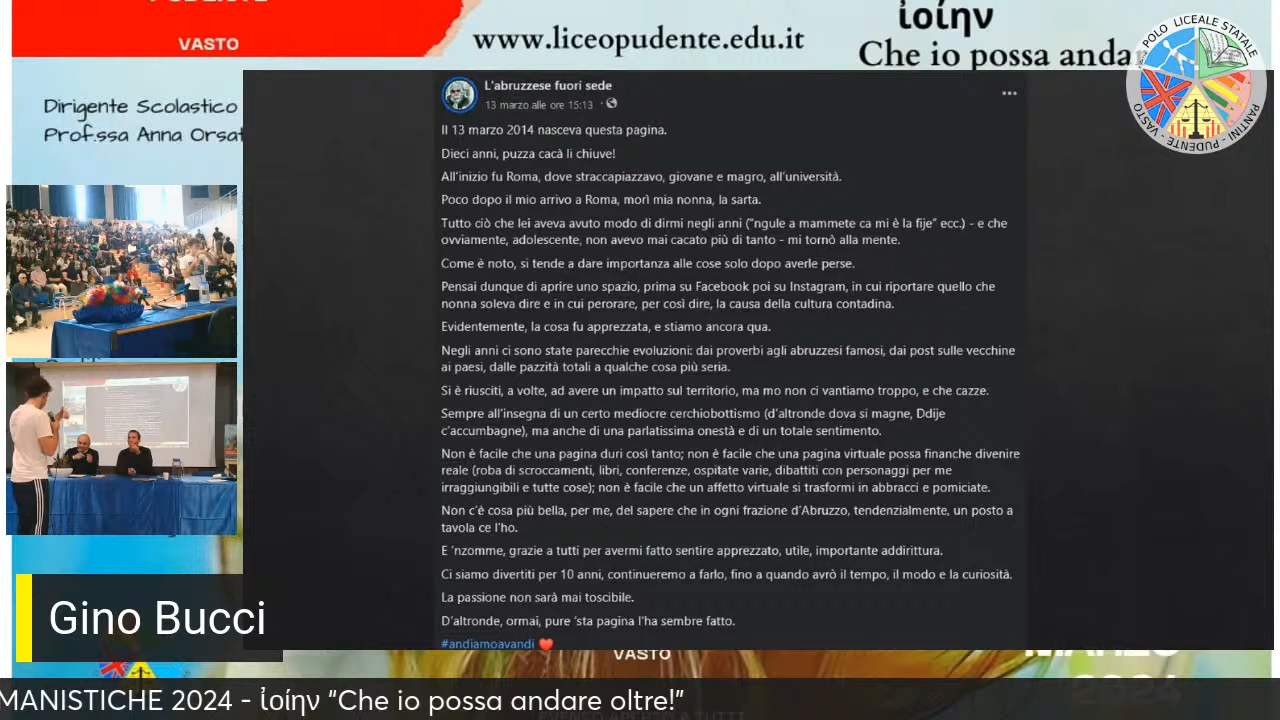 VASTO
www.liceopudente.edu.it
ἰοίην
Che io possa andar
POLO LICEALE STATALE
PANTINI - PUDENTE - VASTO
Dirigente Scolastico
Prof.ssa Anna Orsat
L'abruzzese fuori sede
13 marzo alle ore 15:13 ·
Il 13 marzo 2014 nasceva questa pagina.
Dieci anni, puzza cacà li chiuve!
All'inizio fu Roma, dove straccapiazzavo, giovane e magro, all'università.
Poco dopo il mio arrivo a Roma, morì mia nonna, la sarta.
Tutto ciò che lei aveva avuto modo di dirmi negli anni ("ngule a mammete ca mi è la fije" ecc.) - e che
ovviamente, adolescente, non avevo mai cacato più di tanto - mi tornò alla mente.
Come è noto, si tende a dare importanza alle cose solo dopo averle perse.
Pensai dunque di aprire uno spazio, prima su Facebook poi su Instagram, in cui riportare quello che
nonna soleva dire e in cui perorare, per così dire, la causa della cultura contadina.
Evidentemente, la cosa fu apprezzata, e stiamo ancora qua.
Negli anni ci sono state parecchie evoluzioni: dai proverbi agli abruzzesi famosi, dai post sulle vecchine
ai paesi, dalle pazzità totali a qualche cosa più seria.
Si è riusciti, a volte, ad avere un impatto sul territorio, ma mo non ci vantiamo troppo, e che cazze.
Sempre all'insegna di un certo mediocre cerchiobottismo (d'altronde dova si magne, Ddije
c'accumbagne), ma anche di una parlatissima onestà e di un totale sentimento.
Non è facile che una pagina duri così tanto; non è facile che una pagina virtuale possa finanche divenire
reale (roba di scroccamenti, libri, conferenze, ospitate varie, dibattiti con personaggi per me
irraggiungibili e tutte cose); non è facile che un affetto virtuale si trasformi in abbracci e pomiciate.
Non c'è cosa più bella, per me, del sapere che in ogni frazione d'Abruzzo, tendenzialmente, un posto a
tavola ce l'ho.
E 'nzomme, grazie a tutti per avermi fatto sentire apprezzato, utile, importante addirittura.
Ci siamo divertiti per 10 anni, continueremo a farlo, fino a quando avrò il tempo, il modo e la curiosità.
La passione non sarà mai toscibile.
D'altronde, ormai, pure 'sta pagina l'ha sempre fatto.
#andiamoavandi ❤️
Gino Bucci
VASTO
MANISTICHE 2024 - ἰοίην "Che io possa andare oltre!"